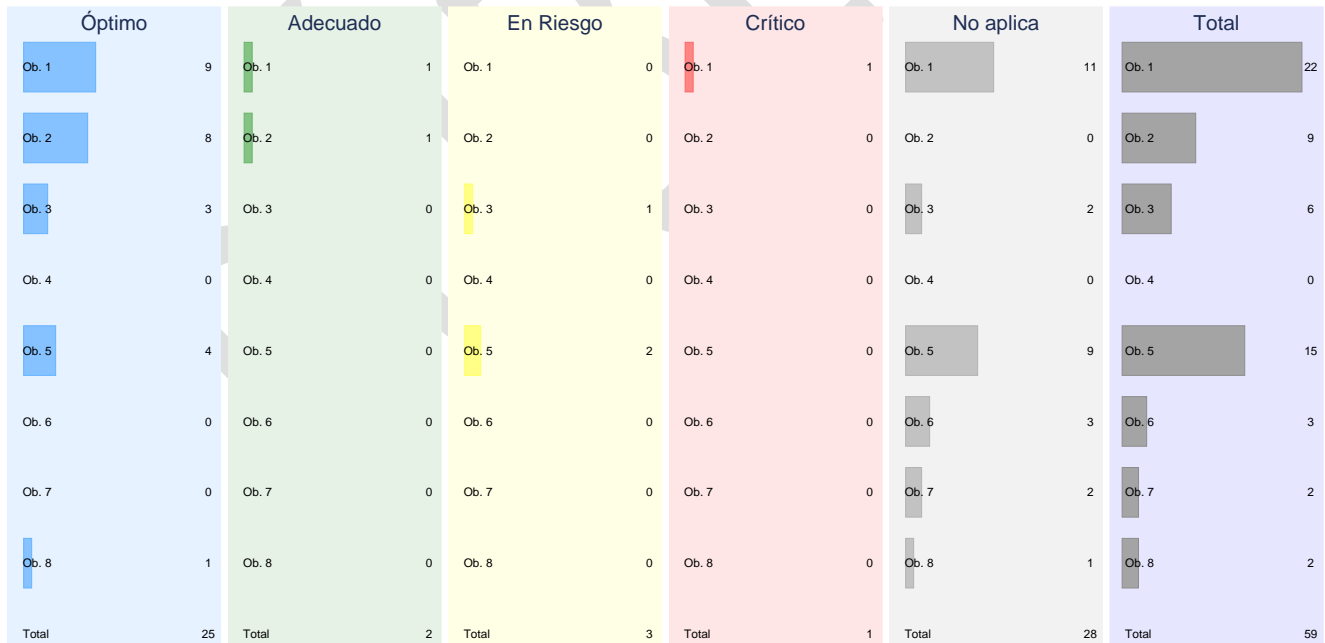 Óptimo Adecuado En Riesgo Crítico No aplica Total
Ob. 1 9 Ob. 1 1 Ob. 1 0 Ob. 1 1 Ob. 1 11 Ob. 1 22
Ob. 2 8 Ob. 2 1 Ob. 2 0 Ob. 2 0 Ob. 2 0 Ob. 2 9
Ob. 3 3 Ob. 3 0 Ob. 3 1 Ob. 3 0 Ob. 3 2 Ob. 3 6
Ob. 4 0 Ob. 4 0 Ob. 4 0 Ob. 4 0 Ob. 4 0 Ob. 4 0
Ob. 5 4 Ob. 5 0 Ob. 5 2 Ob. 5 0 Ob. 5 9 Ob. 5 15
Ob. 6 0 Ob. 6 0 Ob. 6 0 Ob. 6 0 Ob. 6 3 Ob. 6 3
Ob. 7 0 Ob. 7 0 Ob. 7 0 Ob. 7 0 Ob. 7 2 Ob. 7 2
Ob. 8 1 Ob. 8 0 Ob. 8 0 Ob. 8 0 Ob. 8 1 Ob. 8 2
Total 25 Total 2 Total 3 Total 1 Total 28 Total 59